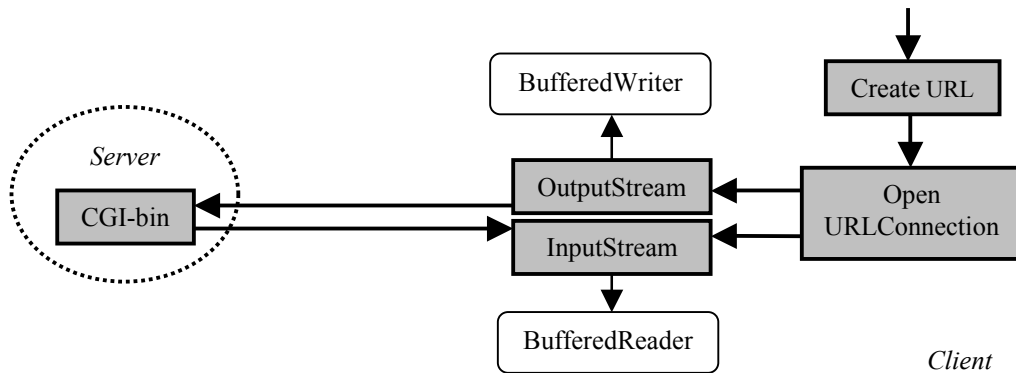 BufferedWriter
Create URL
Server
OutputStream
Open
URLConnection
CGI-bin
InputStream
BufferedReader
Client